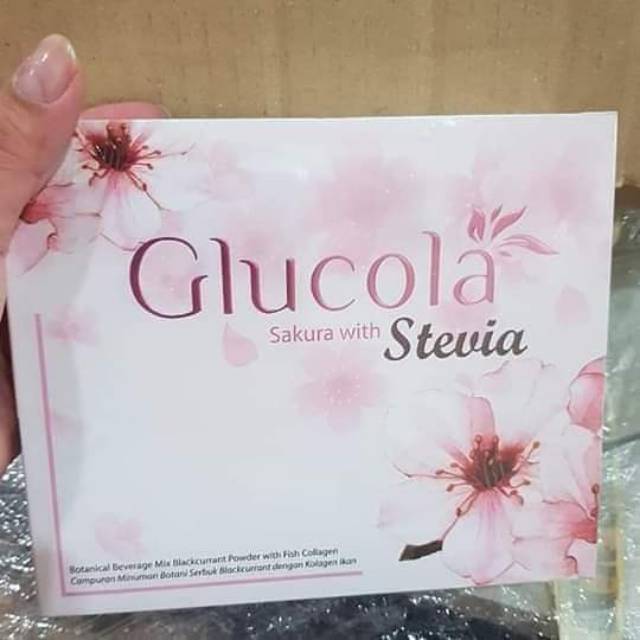 Glucola
Sakura with Stevia
Botanical Beverage Mix Blackcurrant Powder with Fish Collagen
Campuran Minuman Botani Serbuk Blackcurrant dengan Kolagen Ikan